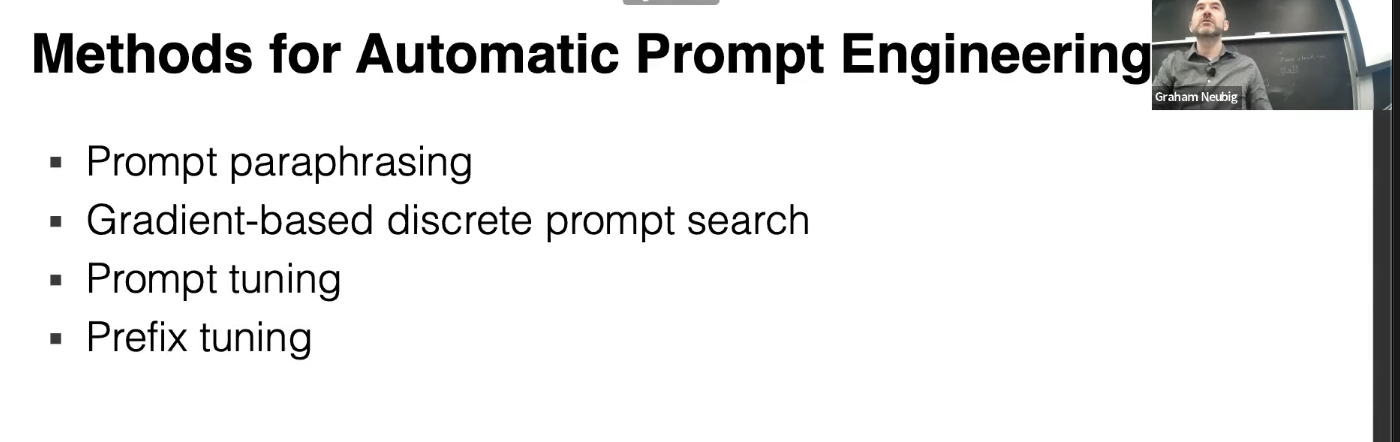 Methods for Automatic Prompt Engineering
Graham Neubig
▪ Prompt paraphrasing
▪ Gradient-based discrete prompt search
▪ Prompt tuning
▪ Prefix tuning